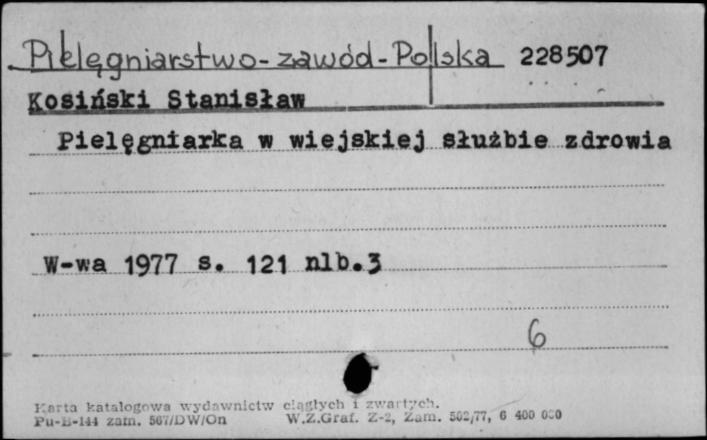 Pielęgniarstwo-zawód-Polska 228507
Kosiński Stanisław
Pielęgniarka w wiejskiej służbie zdrowia
W-wa 1977 s. 121 nlb.3
6
Karta katalogowa wydawnictw ciągłych i zwartych.
Pu-B-144 zam. 567/DW/On W.Z.Graf. Z-2, Zam. 502/77, 6 400 000